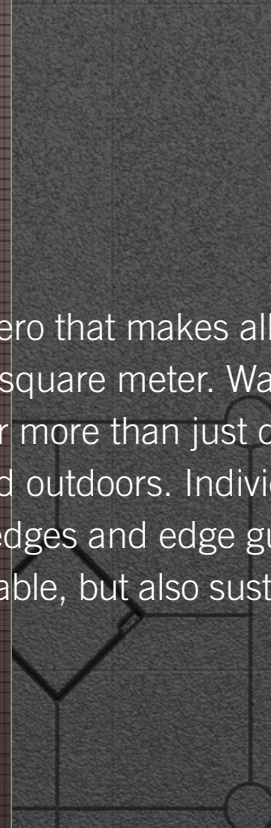 ero that makes all
square meter. Wa
r more than just c
d outdoors. Indivi
edges and edge gu
able, but also sust